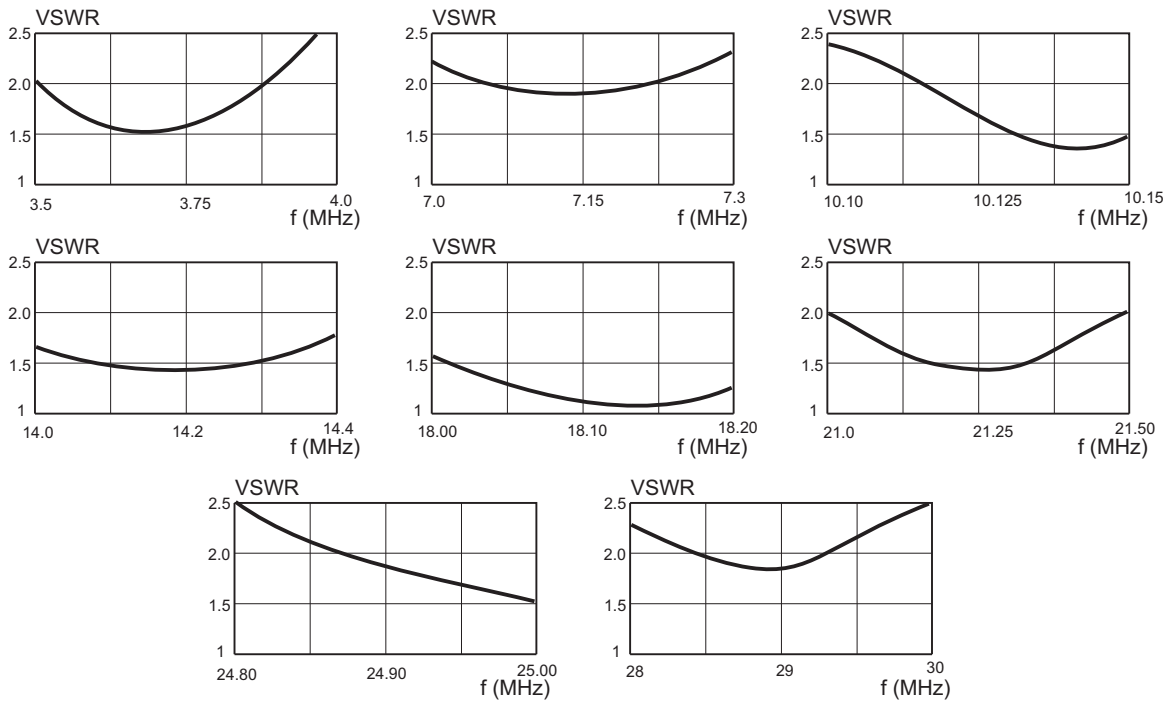 VSWR
2.5
2.0
1.5
1
3.5 3.75 4.0
f (MHz)
VSWR
2.5
2.0
1.5
1
7.0 7.15 7.3
f (MHz)
VSWR
2.5
2.0
1.5
1
10.10 10.125 10.15
f (MHz)
VSWR
2.5
2.0
1.5
1
14.0 14.2 14.4
f (MHz)
VSWR
2.5
2.0
1.5
1
18.00 18.10 18.20
f (MHz)
VSWR
2.5
2.0
1.5
1
21.0 21.25 21.50
f (MHz)
VSWR
2.5
2.0
1.5
1
24.80 24.90 25.00
f (MHz)
VSWR
2.5
2.0
1.5
1
28 29 30
f (MHz)